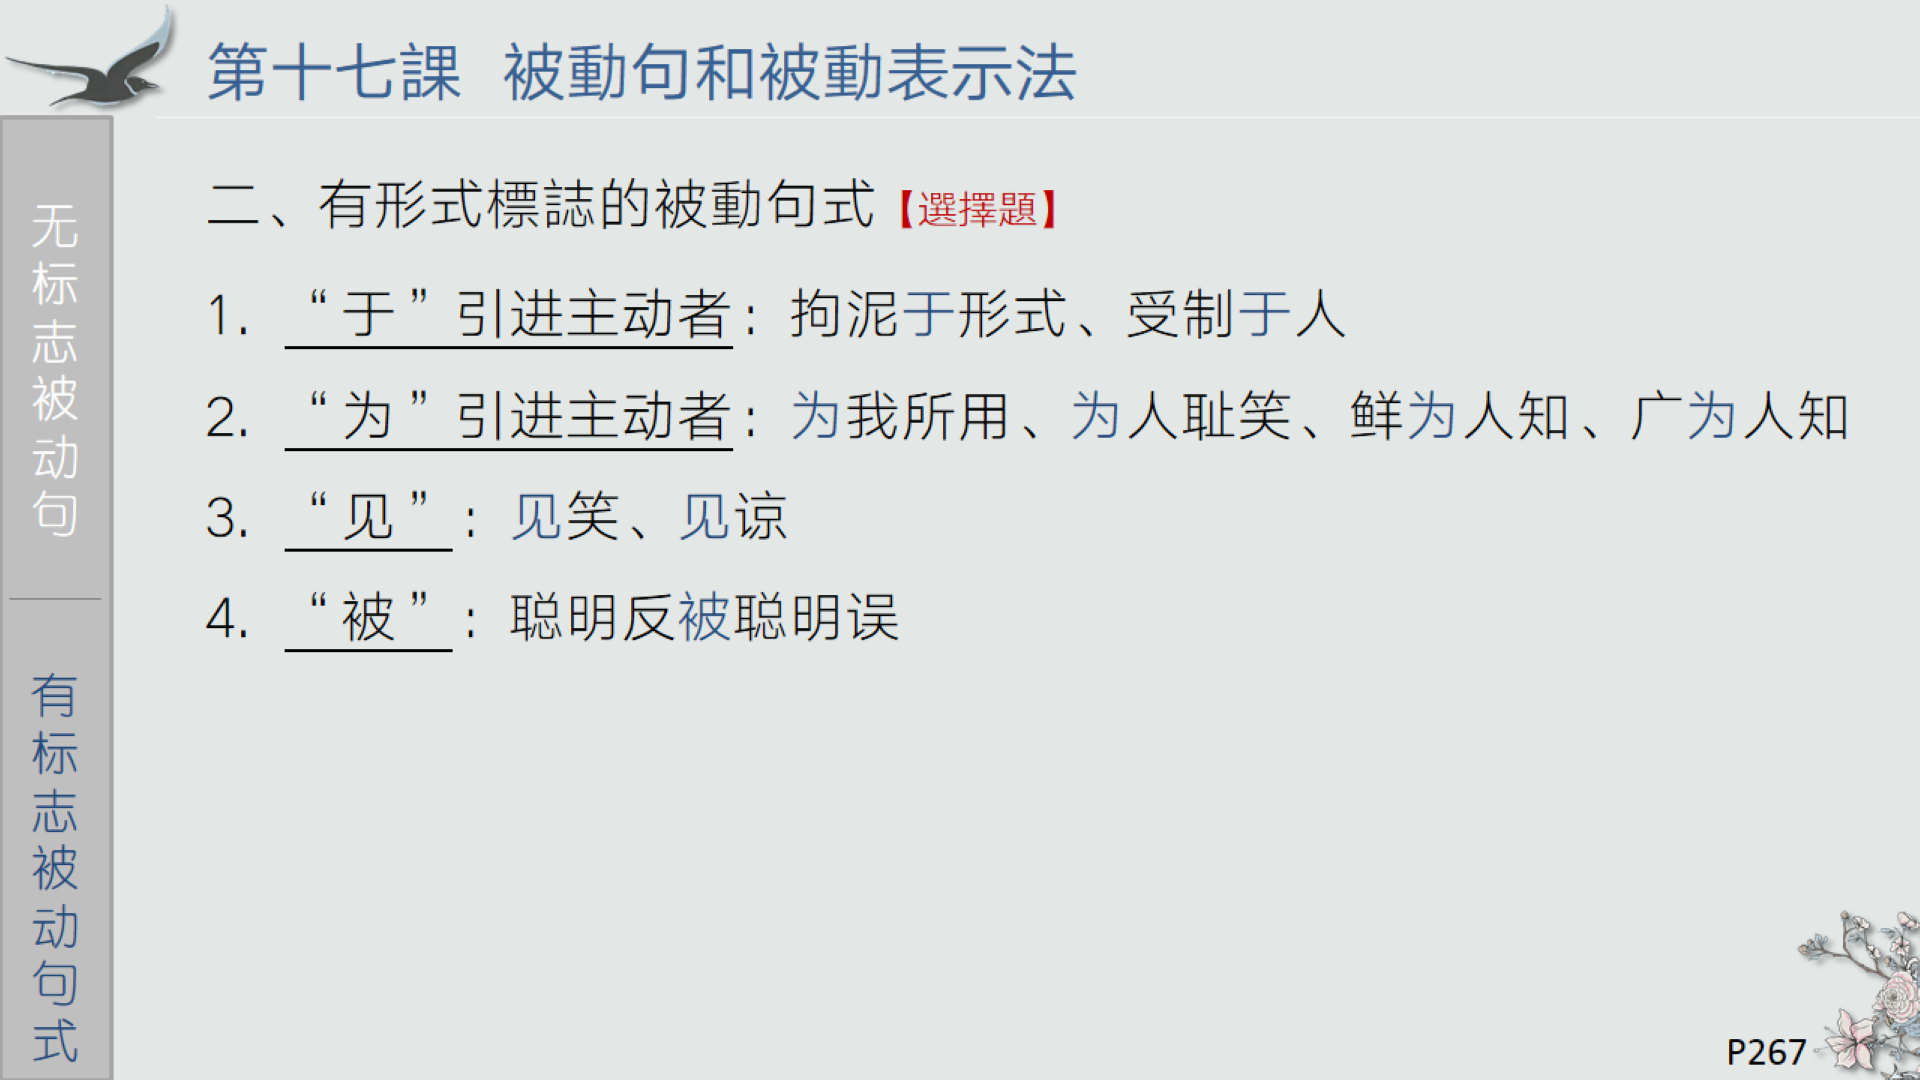 第十七課 被動句和被動表示法
无标志被动句
有标志被动句式
二、有形式標誌的被動句式【選擇題】
1. “于”引进主动者：拘泥于形式、受制于人
2. “为”引进主动者：为我所用、为人耻笑、鲜为人知、广为人知
3. “见”：见笑、见谅
4. “被”：聪明反被聪明误
P267